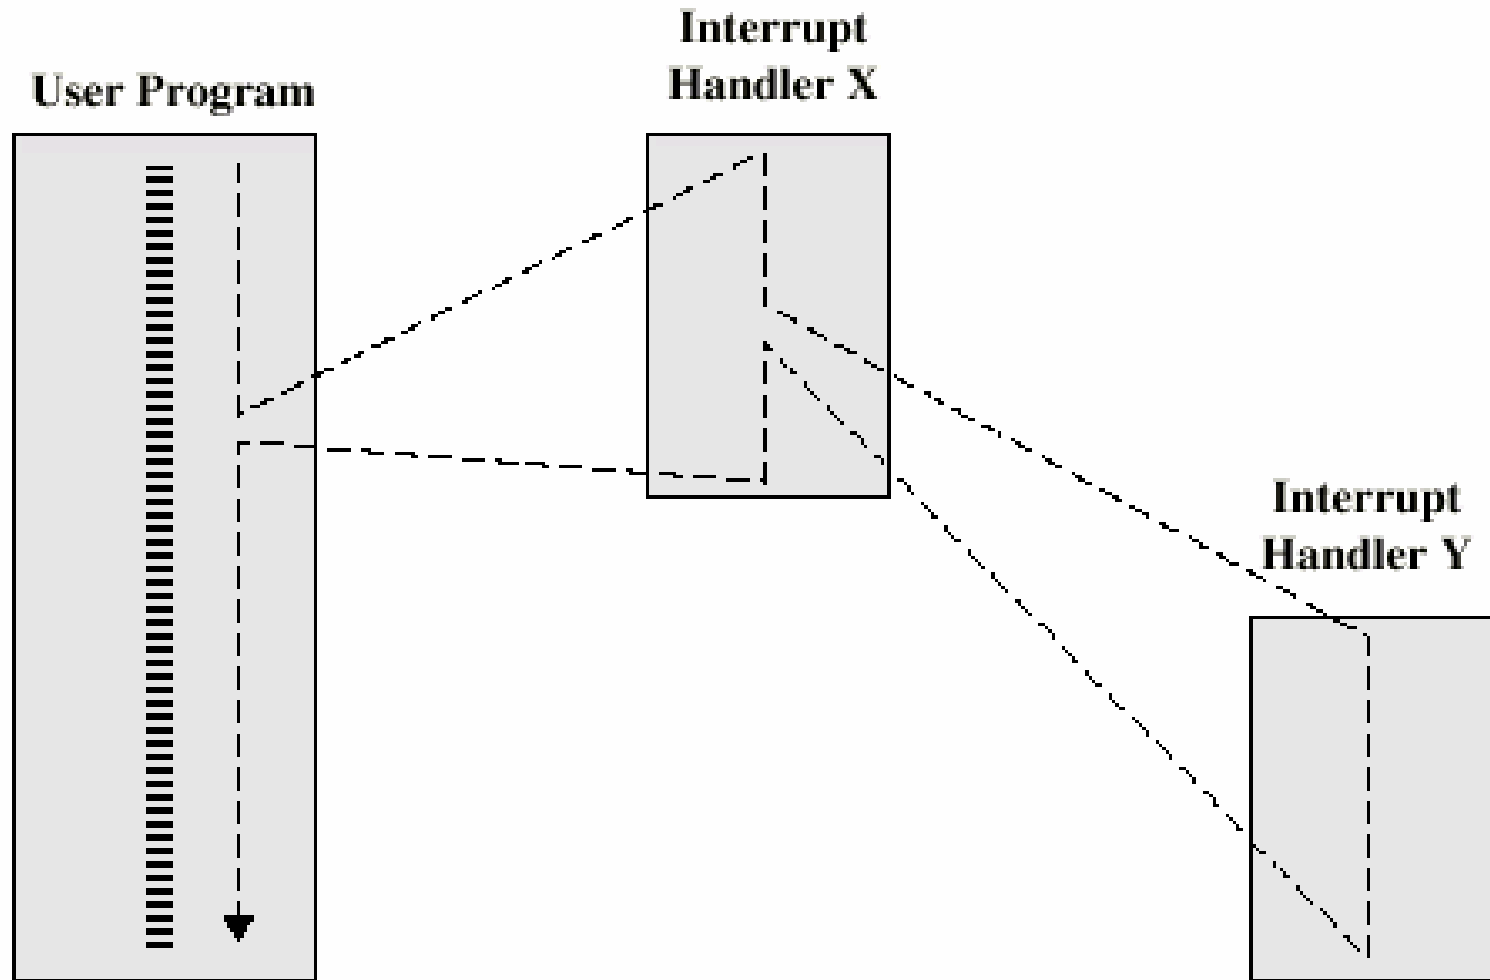 User Program
Interrupt
Handler X
Interrupt
Handler Y